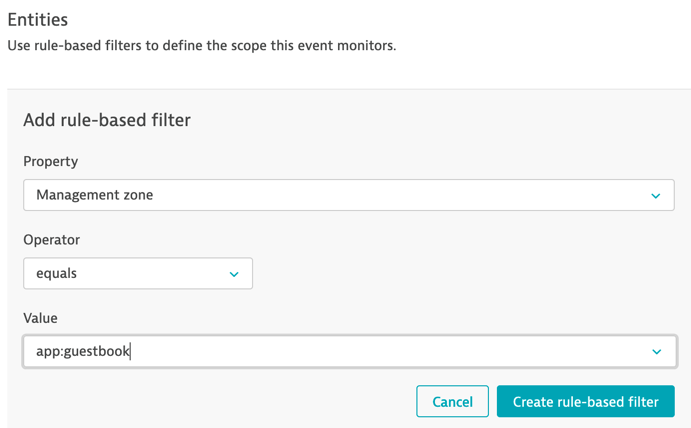 Entities
Use rule-based filters to define the scope this event monitors.
Add rule-based filter
Property
Management zone
Operator
equals
Value
app:guestbook
Cancel Create rule-based filter